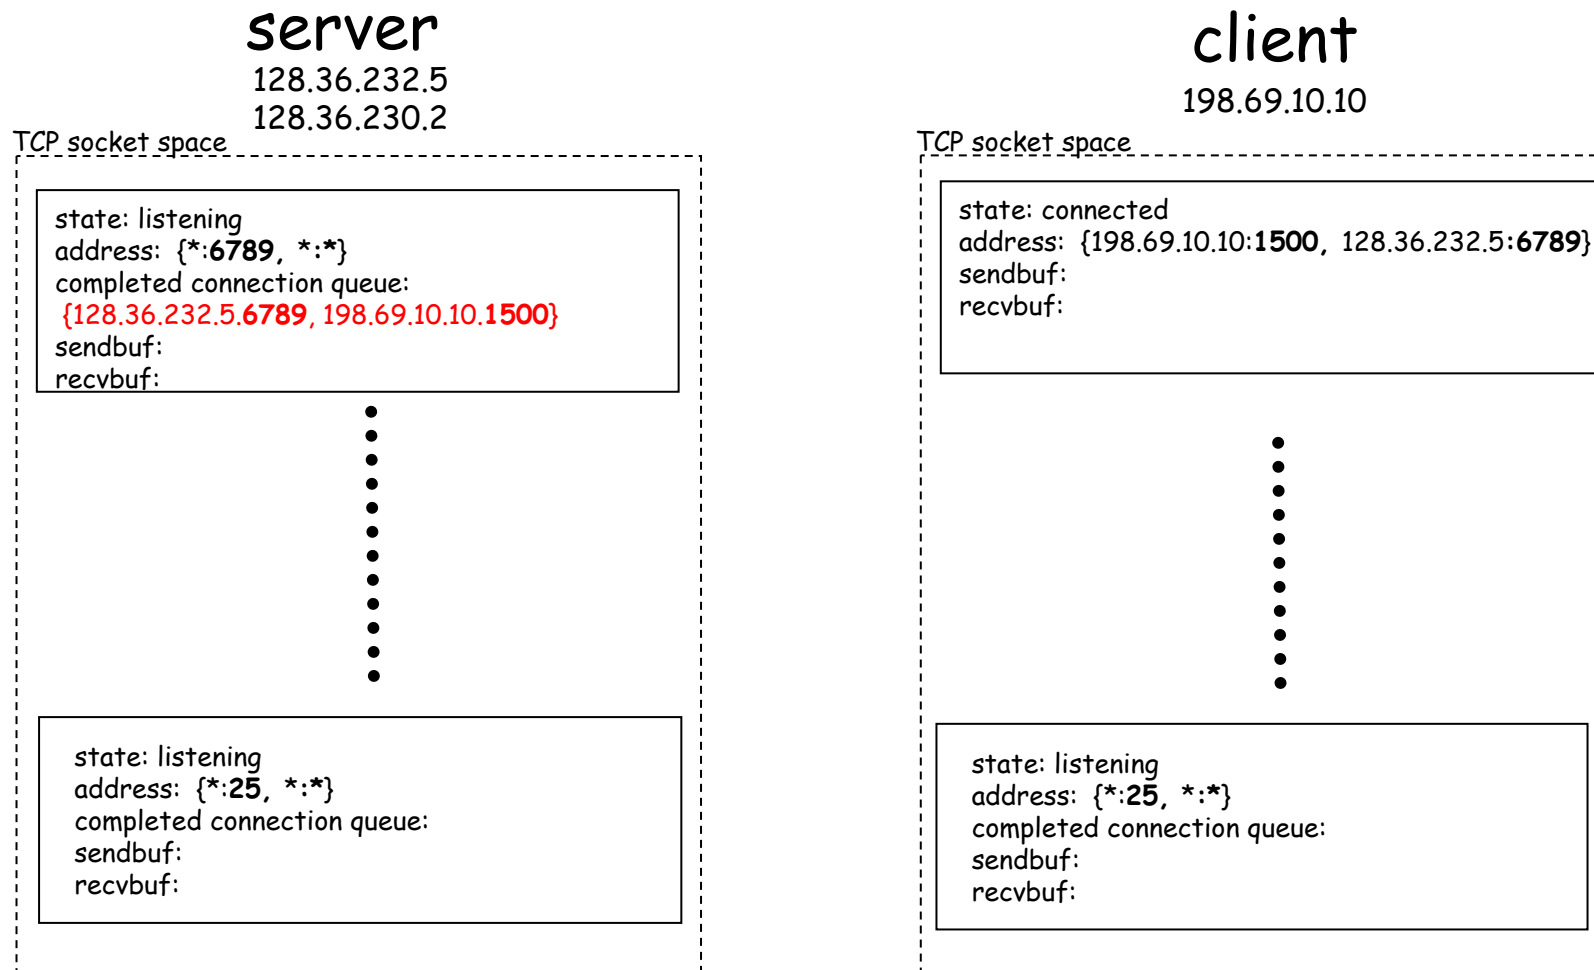 server
128.36.232.5
128.36.230.2
TCP socket space
state: listening
address: {*:6789, *:*}
completed connection queue:
{128.36.232.5.6789, 198.69.10.10.1500}
sendbuf:
recvbuf:
state: listening
address: {*:25, *:*}
completed connection queue:
sendbuf:
recvbuf:
client
198.69.10.10
TCP socket space
state: connected
address: {198.69.10.10:1500, 128.36.232.5:6789}
sendbuf:
recvbuf:
state: listening
address: {*:25, *:*}
completed connection queue:
sendbuf:
recvbuf: